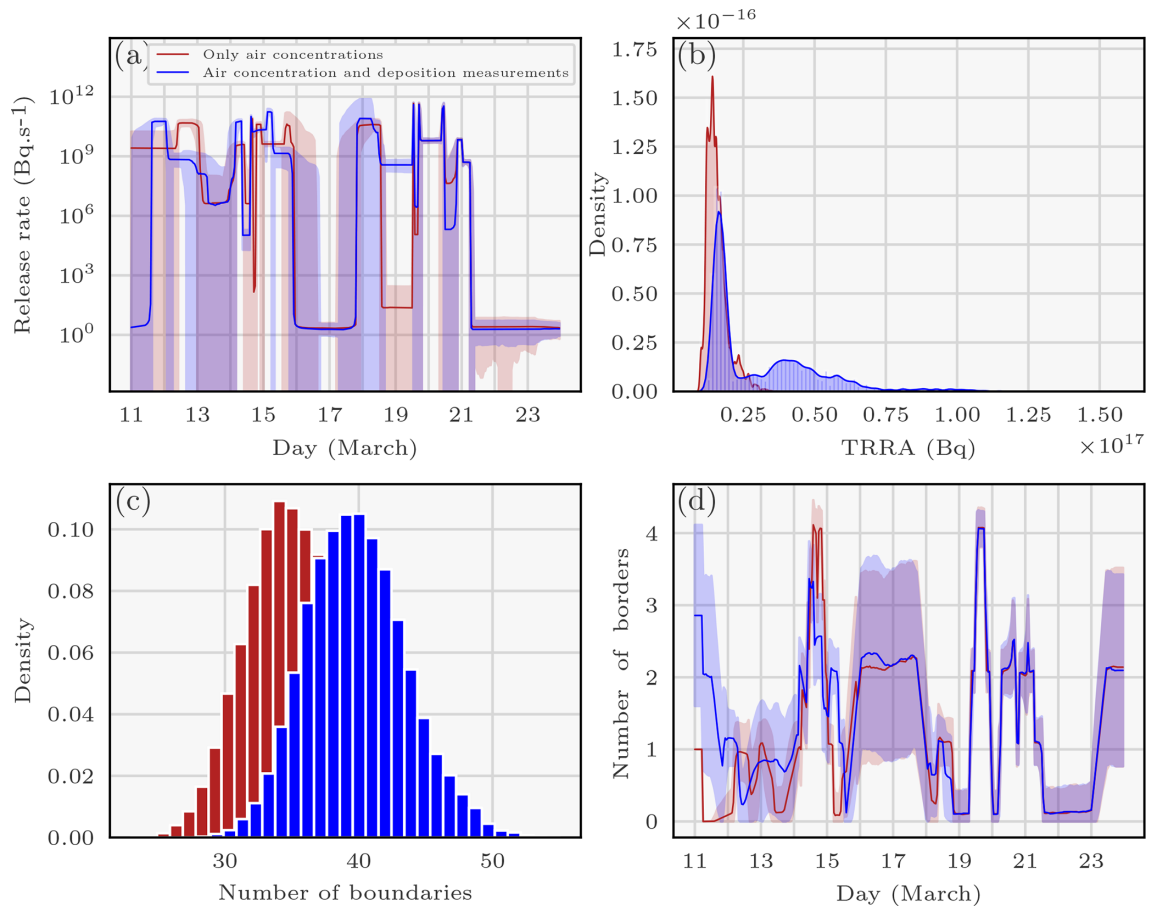 (a)
Only air concentrations
Air concentration and deposition measurements
Release rate (Bq.s-1)
10^12
10^9
10^6
10^3
10^0
11 13 15 17 19 21 23
Day (March)
×10^−16
(b)
Density
1.75
1.50
1.25
1.00
0.75
0.50
0.25
0.00
0.25 0.50 0.75 1.00 1.25 1.50
×10^17
TRRA (Bq)
(c)
Density
0.10
0.08
0.06
0.04
0.02
0.00
30 40 50
Number of boundaries
(d)
Number of borders
4
3
2
1
0
11 13 15 17 19 21 23
Day (March)